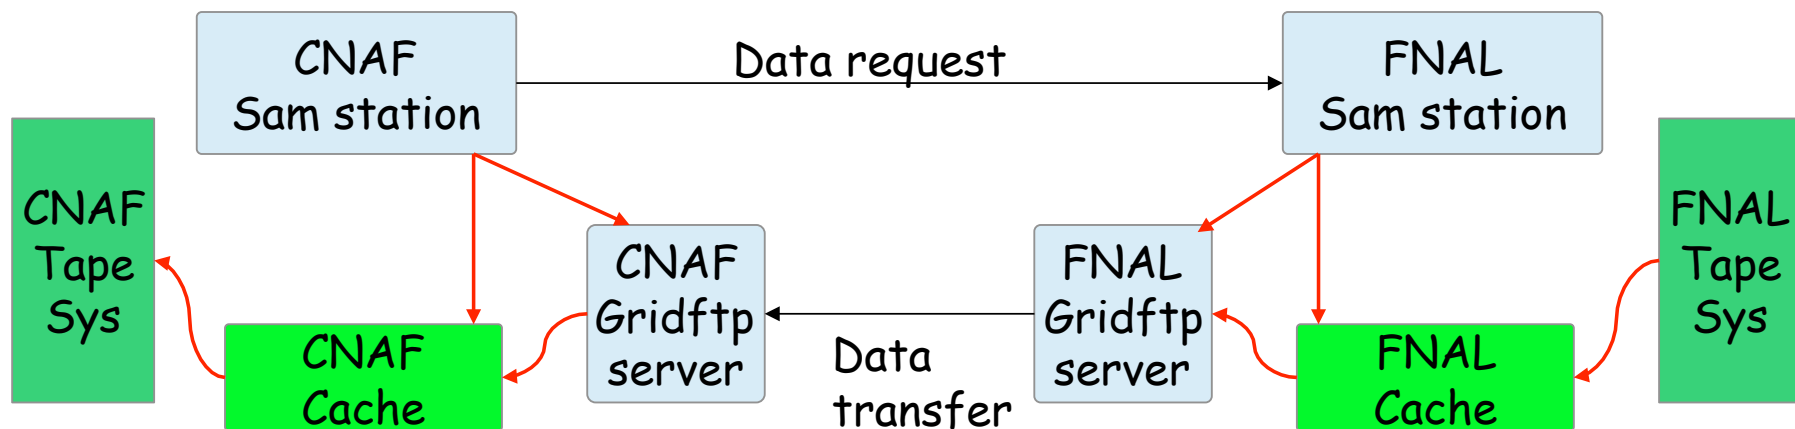 CNAF
Sam station
Data request
FNAL
Sam station
CNAF
Tape
Sys
CNAF
Gridftp
server
FNAL
Gridftp
server
FNAL
Tape
Sys
CNAF
Cache
Data
transfer
FNAL
Cache